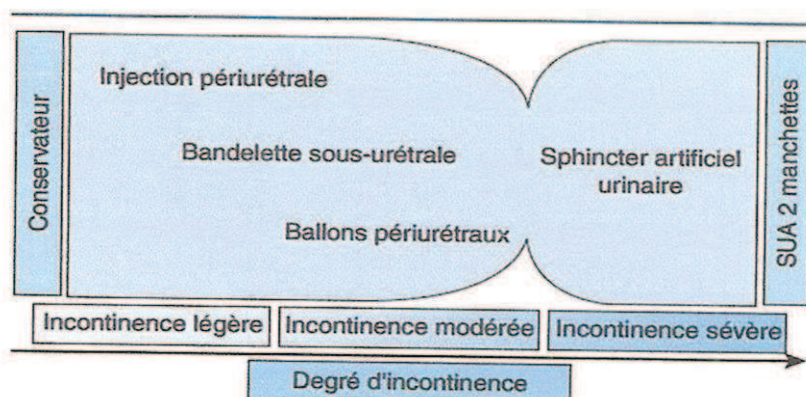 Conservateur
Injection périurétrale
Bandelette sous-urétrale
Ballons périurétraux
Sphincter artificiel
urinaire
SUA 2 manchettes
Incontinence légère
Incontinence modérée
Incontinence sévère
Degré d'incontinence